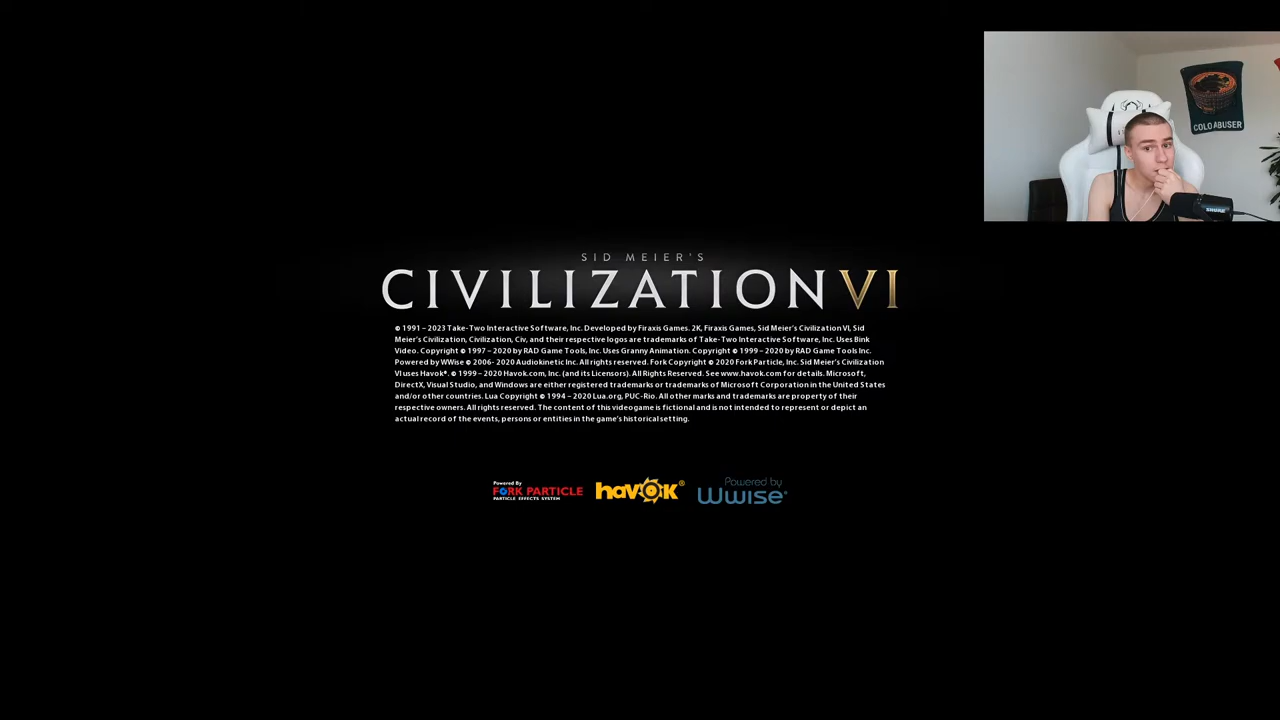 COLO ABUSER
SHURE
SID MEIER'S
CIVILIZATION VI
© 1991 – 2023 Take-Two Interactive Software, Inc. Developed by Firaxis Games. 2K, Firaxis Games, Sid Meier's Civilization VI, Sid
Meier's Civilization, Civilization, Civ, and their respective logos are trademarks of Take-Two Interactive Software, Inc. Uses Bink
Video. Copyright © 1997 – 2020 by RAD Game Tools, Inc. Uses Granny Animation. Copyright © 1999 – 2020 by RAD Game Tools Inc.
Powered by WWise © 2006- 2020 Audiokinetic Inc. All rights reserved. Fork Copyright © 2020 Fork Particle, Inc. Sid Meier's Civilization
VI uses Havok®. © 1999 – 2020 Havok.com, Inc. (and its Licensors). All Rights Reserved. See www.havok.com for details. Microsoft,
DirectX, Visual Studio, and Windows are either registered trademarks or trademarks of Microsoft Corporation in the United States
and/or other countries. Lua Copyright © 1994 – 2020 Lua.org, PUC-Rio. All other marks and trademarks are property of their
respective owners. All rights reserved. The content of this videogame is fictional and is not intended to represent or depict an
actual record of the events, persons or entities in the game's historical setting.
Powered By
FORK PARTICLE
PARTICLE EFFECTS SYSTEM
havok®
Powered by
Wwise®